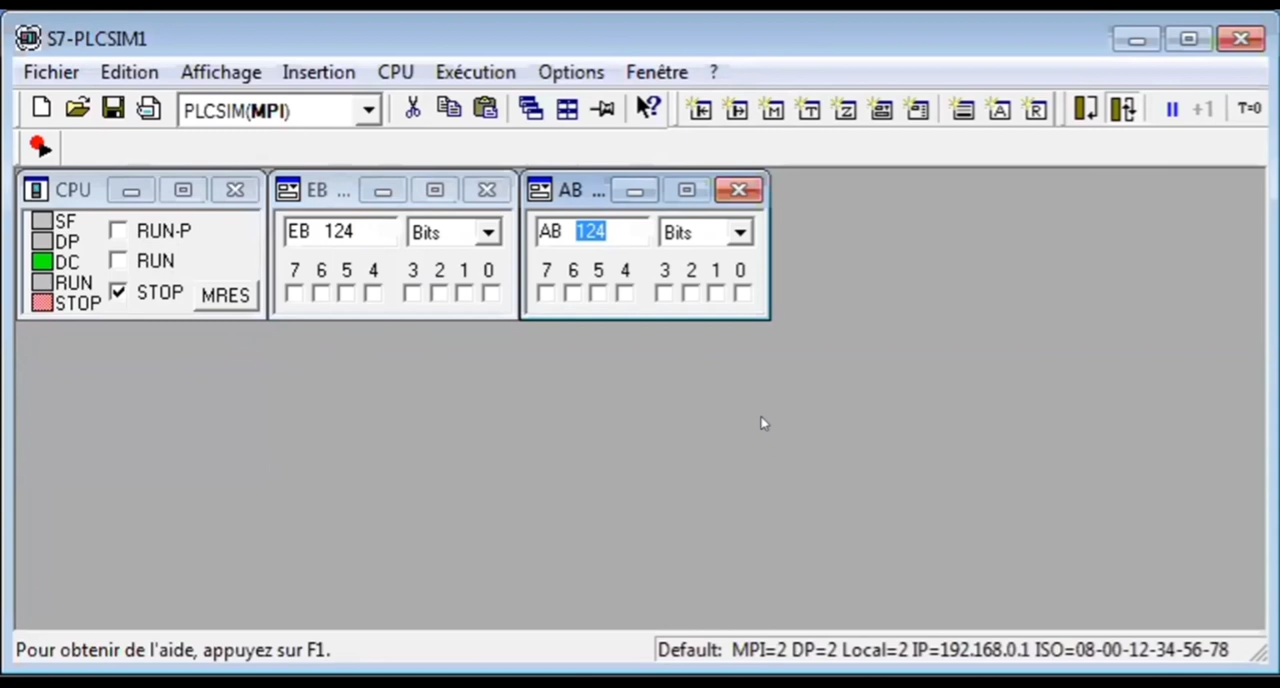 S7-PLCSIM1
Fichier Edition Affichage Insertion CPU Exécution Options Fenêtre ?
PLCSIM(MPI) +1 T=0
CPU EB ... AB ...
SF RUN-P EB 124 Bits AB 124 Bits
DP
DC RUN 7 6 5 4 3 2 1 0 7 6 5 4 3 2 1 0
RUN STOP MRES
STOP
Pour obtenir de l'aide, appuyez sur F1. Default: MPI=2 DP=2 Local=2 IP=192.168.0.1 ISO=08-00-12-34-56-78